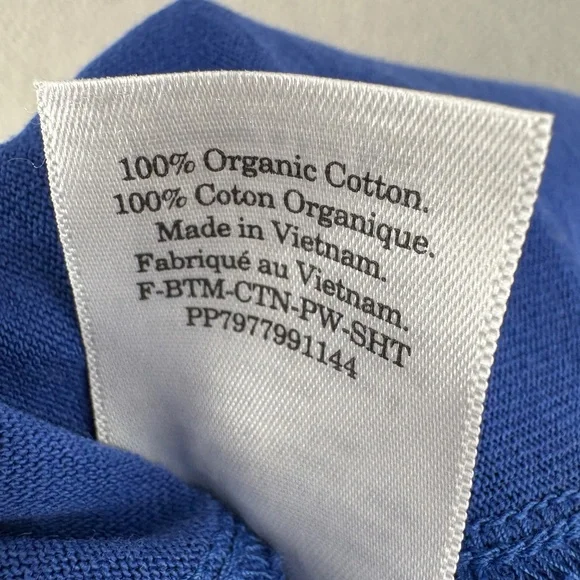 100% Organic Cotton.
100% Coton Organique.
Made in Vietnam.
Fabriqué au Vietnam.
F-BTM-CTN-PW-SHT
PP7977991144